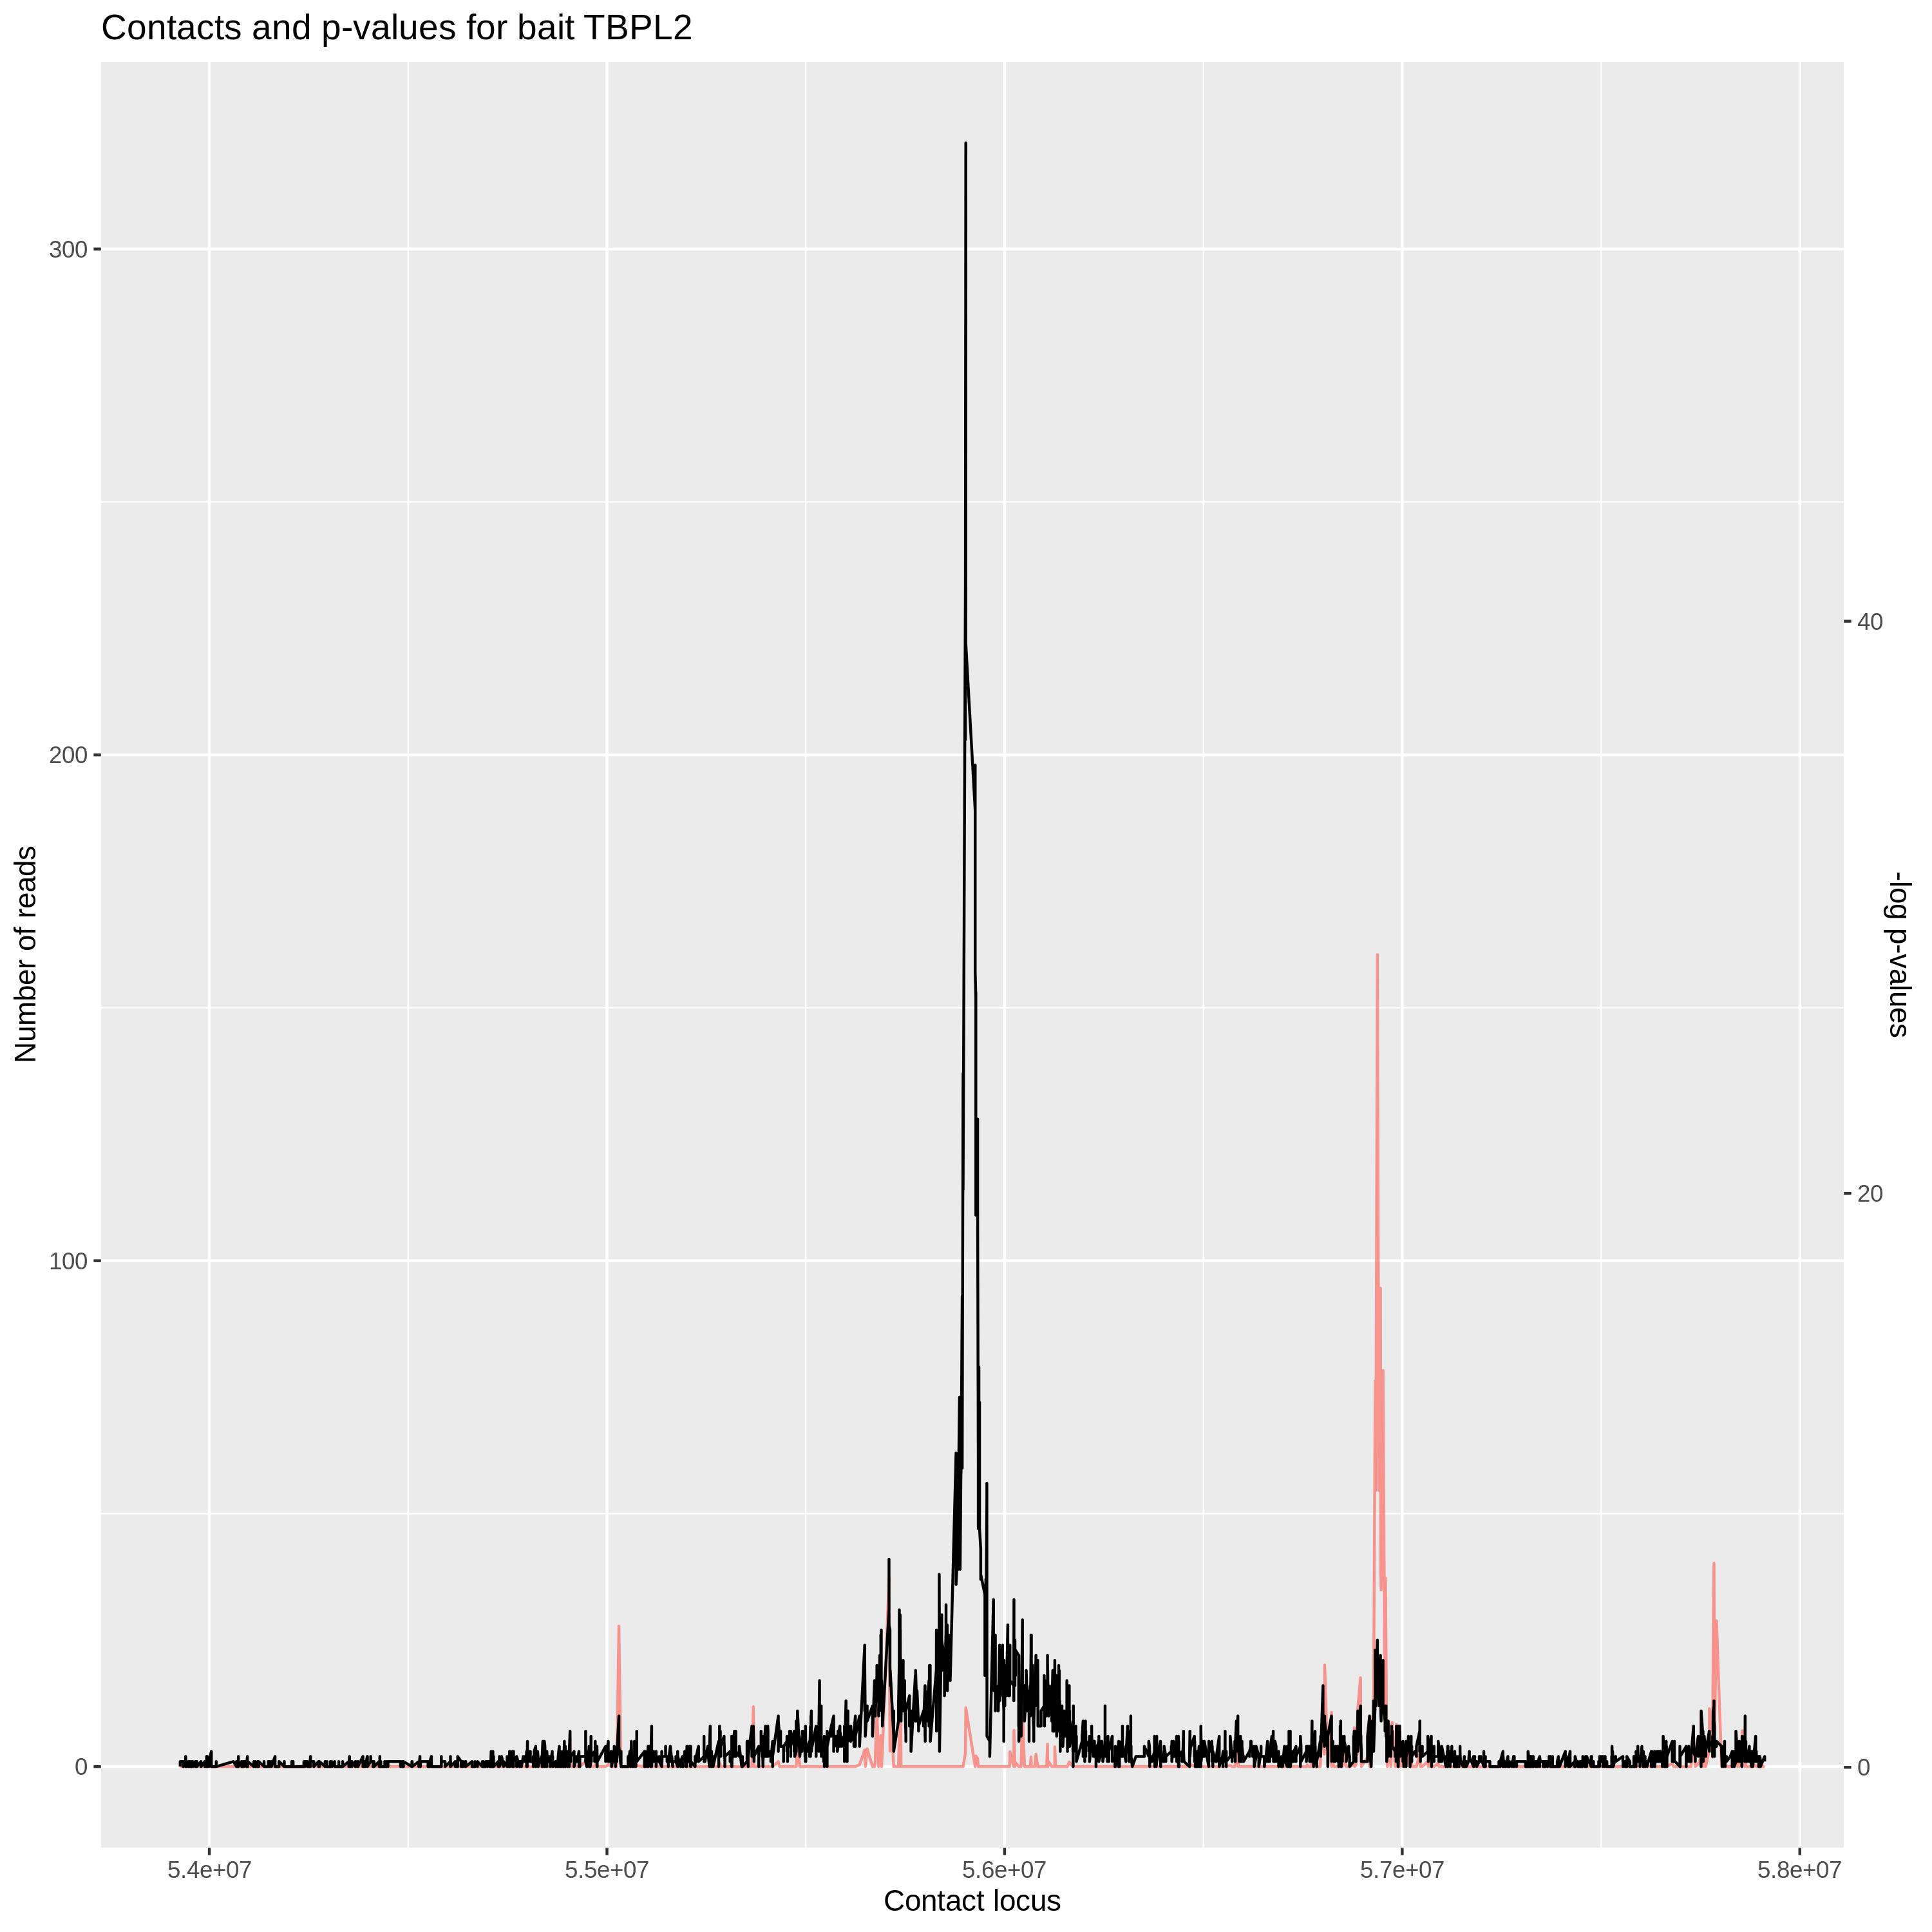 Contacts and p-values for bait TBPL2
300
200
100
0
Number of reads
40
20
0
-log p-values
5.4e+07
5.5e+07
5.6e+07
5.7e+07
5.8e+07
Contact locus